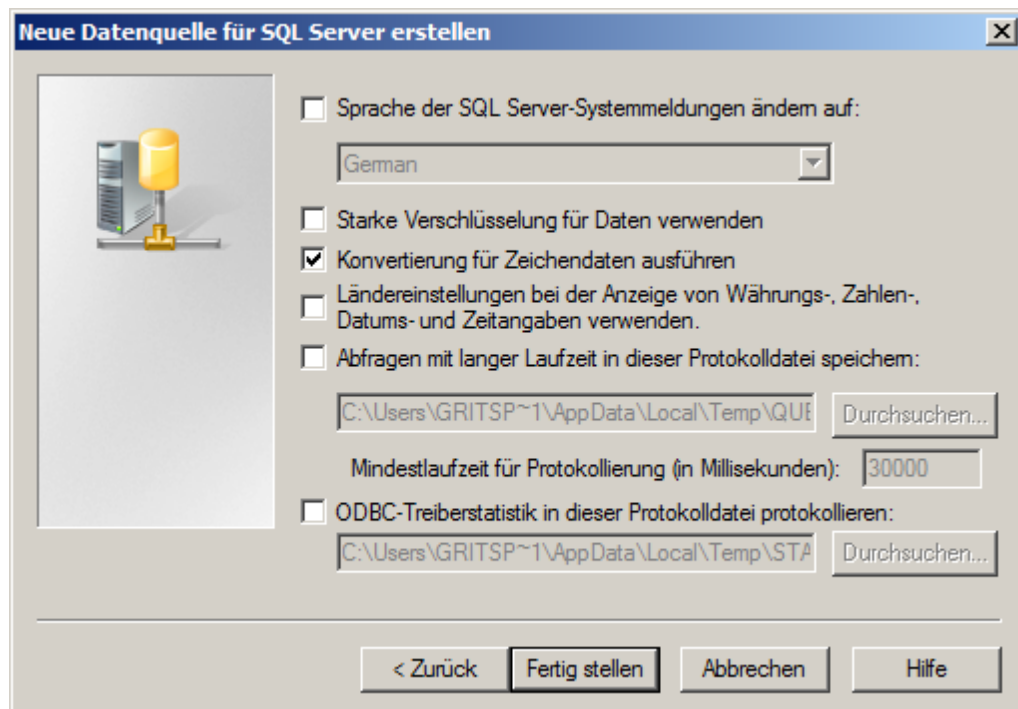 Neue Datenquelle für SQL Server erstellen
Sprache der SQL Server-Systemmeldungen ändern auf:
German
Starke Verschlüsselung für Daten verwenden
Konvertierung für Zeichendaten ausführen
Ländereinstellungen bei der Anzeige von Währungs-, Zahlen-,
Datums- und Zeitangaben verwenden.
Abfragen mit langer Laufzeit in dieser Protokolldatei speichern:
C:\Users\GRITSP~1\AppData\Local\Temp\QUE Durchsuchen...
Mindestlaufzeit für Protokollierung (in Millisekunden): 30000
ODBC-Treiberstatistik in dieser Protokolldatei protokollieren:
C:\Users\GRITSP~1\AppData\Local\Temp\STA Durchsuchen...
< Zurück Fertig stellen Abbrechen Hilfe